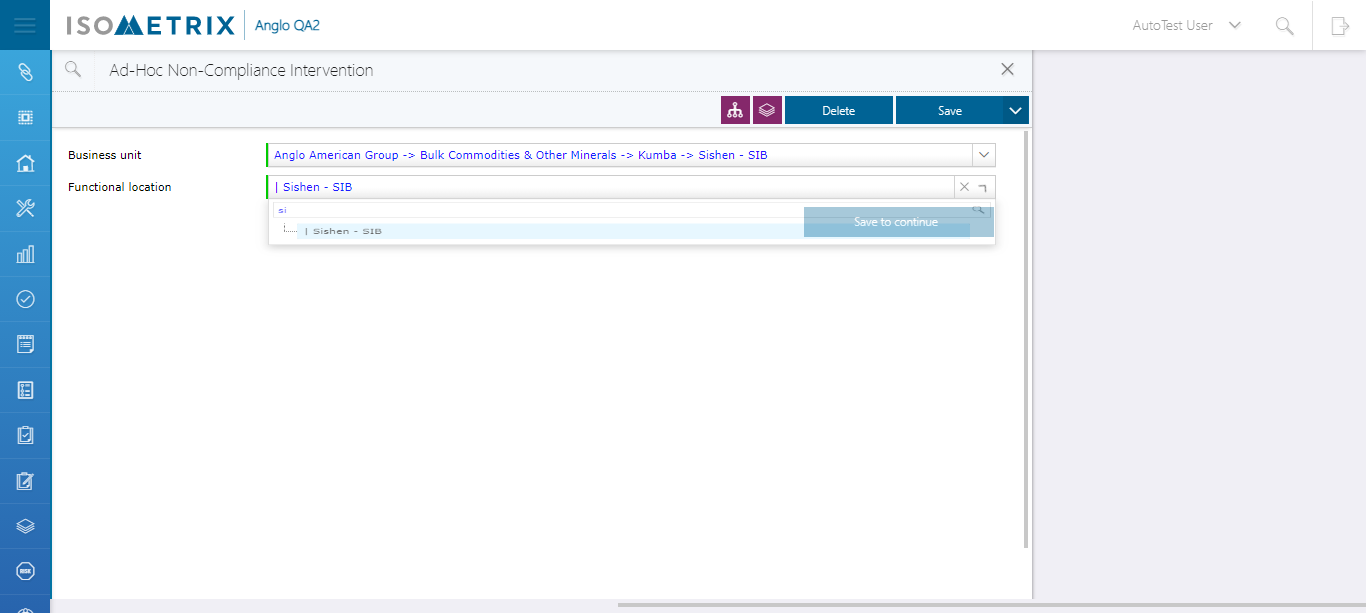 ISOMETRIX Anglo QA2 AutoTest User
Ad-Hoc Non-Compliance Intervention
Delete Save
Business unit Anglo American Group -> Bulk Commodities & Other Minerals -> Kumba -> Sishen - SIB
Functional location | Sishen - SIB
si
Save to continue
| Sishen - SIB
RISK